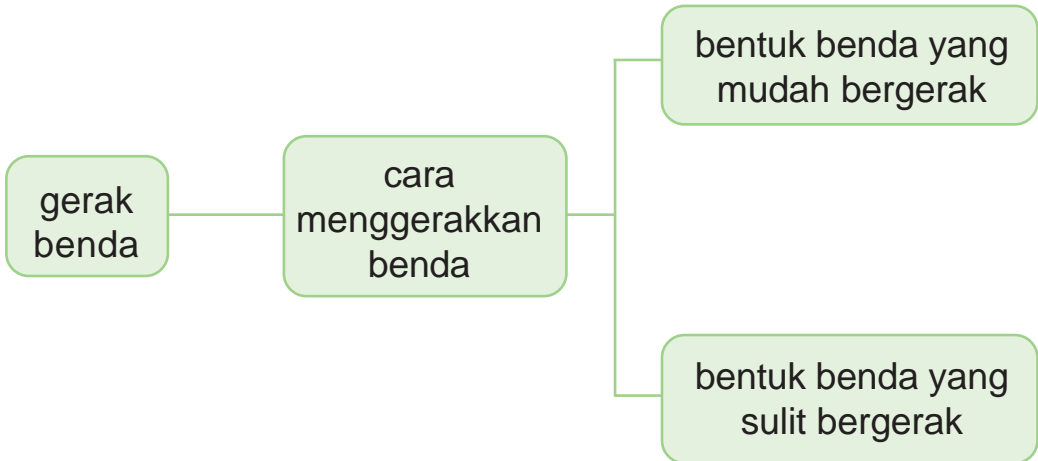 gerak
benda
cara
menggerakkan
benda
bentuk benda yang
mudah bergerak
bentuk benda yang
sulit bergerak